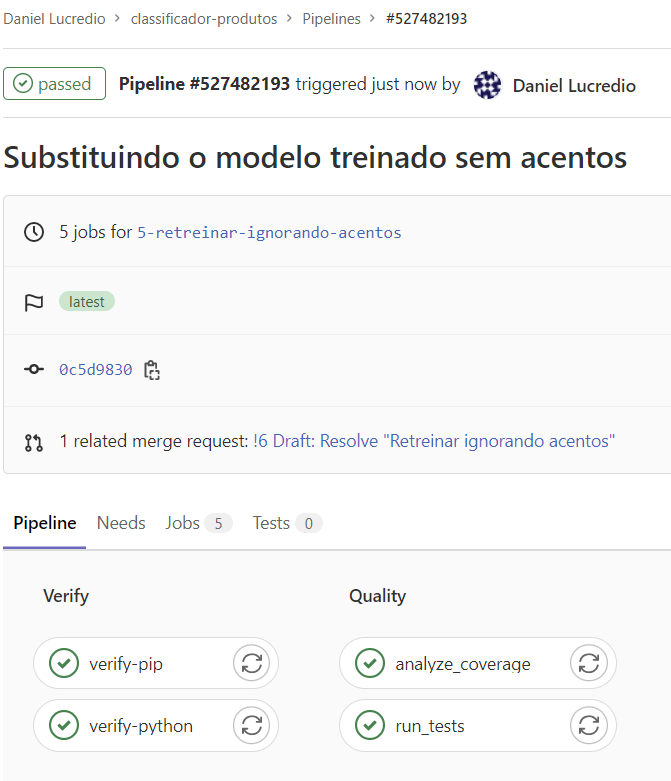 Daniel Lucredio > classificador-produtos > Pipelines > #527482193
passed Pipeline #527482193 triggered just now by Daniel Lucredio
Substituindo o modelo treinado sem acentos
5 jobs for 5-retreinar-ignorando-acentos
latest
0c5d9830
1 related merge request: !6 Draft: Resolve "Retreinar ignorando acentos"
Pipeline Needs Jobs 5 Tests 0
Verify Quality
verify-pip analyze_coverage
verify-python run_tests